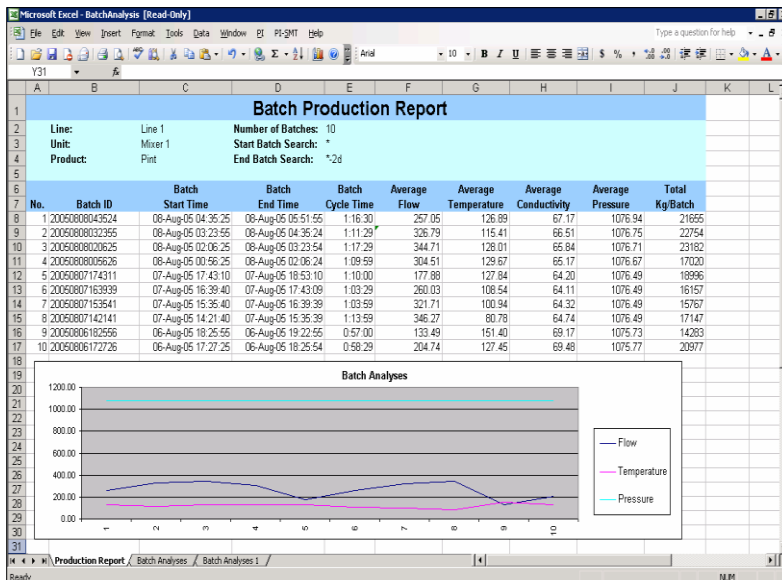 Microsoft Excel - BatchAnalysis [Read-Only]
File Edit View Insert Format Tools Data Window PI PI-SMT Help Type a question for help
Arial 10 B I U $ % ,
Y31 fx
A B C D E F G H I J K L
1 Batch Production Report
2 Line: Line 1 Number of Batches: 10
3 Unit: Mixer 1 Start Batch Search: *
4 Product: Pint End Batch Search: *-2d
5
6 Batch Batch Batch Average Average Average Average Total
7 No. Batch ID Start Time End Time Cycle Time Flow Temperature Conductivity Pressure Kg/Batch
8 1 20050808043524 08-Aug-05 04:35:25 08-Aug-05 05:51:55 1:16:30 257.05 126.89 67.17 1076.94 21655
9 2 20050808032355 08-Aug-05 03:23:55 08-Aug-05 04:35:24 1:11:29 326.79 115.41 66.51 1076.75 22754
10 3 20050808020625 08-Aug-05 02:06:25 08-Aug-05 03:23:54 1:17:29 344.71 128.01 65.84 1076.71 23182
11 4 20050808005626 08-Aug-05 00:56:25 08-Aug-05 02:06:24 1:09:59 304.51 129.67 65.17 1076.67 17020
12 5 20050807174311 07-Aug-05 17:43:10 07-Aug-05 18:53:10 1:10:00 177.88 127.84 64.20 1076.49 18996
13 6 20050807163939 07-Aug-05 16:39:40 07-Aug-05 17:43:09 1:03:29 260.03 108.54 64.11 1076.49 16157
14 7 20050807153541 07-Aug-05 15:35:40 07-Aug-05 16:39:39 1:03:59 321.71 100.94 64.32 1076.49 15767
15 8 20050807142141 07-Aug-05 14:21:40 07-Aug-05 15:35:39 1:13:59 346.27 80.78 64.74 1076.49 17147
16 9 20050806182556 06-Aug-05 18:25:55 06-Aug-05 19:22:55 0:57:00 133.49 151.40 69.17 1075.73 14283
17 10 20050806172726 06-Aug-05 17:27:25 06-Aug-05 18:25:54 0:58:29 204.74 127.45 69.48 1075.77 20977
18
19 Batch Analyses
20 1200.00
21 1000.00
22
23 800.00
24 Flow
25 600.00
26 400.00 Temperature
27
28 200.00 Pressure
29 0.00
30 1 2 3 4 5 6 7 8 9 10
31
Production Report / Batch Analyses / Batch Analyses 1 /
Ready NUM